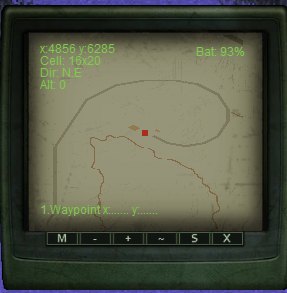 x:4856 y:6285
Bat: 93%
Cell: 16x20
Dir: N.E
Alt: 0
1.Waypoint x....... y:......
M - + ~ S X